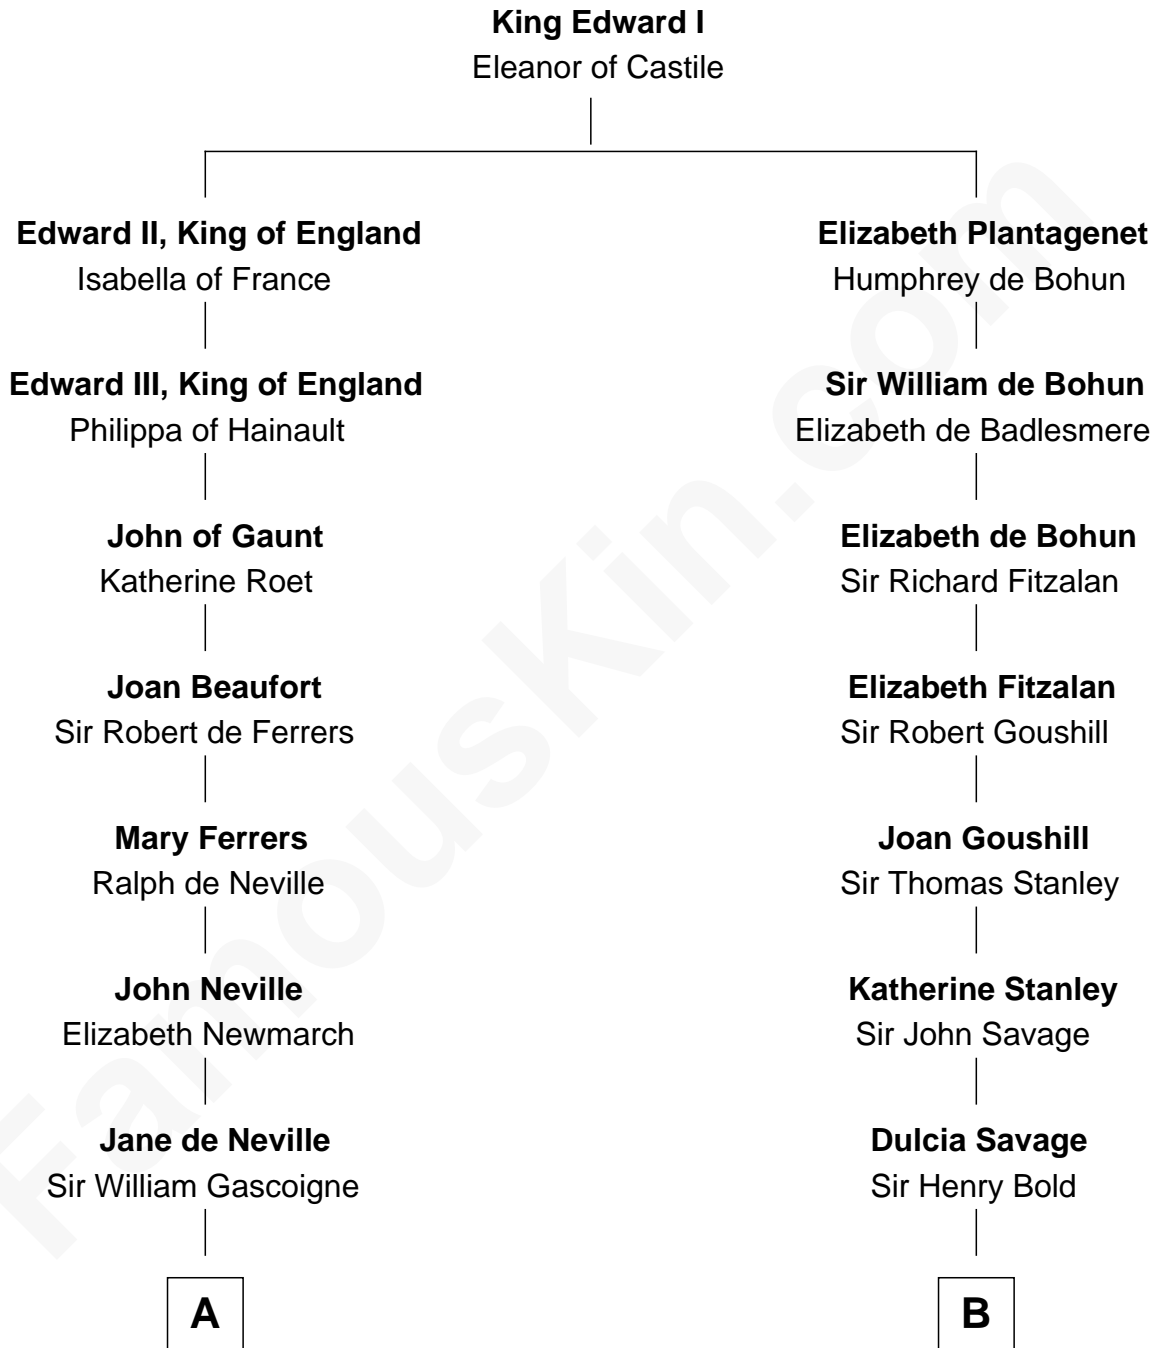 King Edward I
Eleanor of Castile
Edward II, King of England
Isabella of France
Elizabeth Plantagenet
Humphrey de Bohun
Edward III, King of England
Philippa of Hainault
Sir William de Bohun
Elizabeth de Badlesmere
John of Gaunt
Katherine Roet
Elizabeth de Bohun
Sir Richard Fitzalan
Joan Beaufort
Sir Robert de Ferrers
Elizabeth Fitzalan
Sir Robert Goushill
Mary Ferrers
Ralph de Neville
Joan Goushill
Sir Thomas Stanley
John Neville
Elizabeth Newmarch
Katherine Stanley
Sir John Savage
Jane de Neville
Sir William Gascoigne
Dulcia Savage
Sir Henry Bold
A
B
FamousKin.com